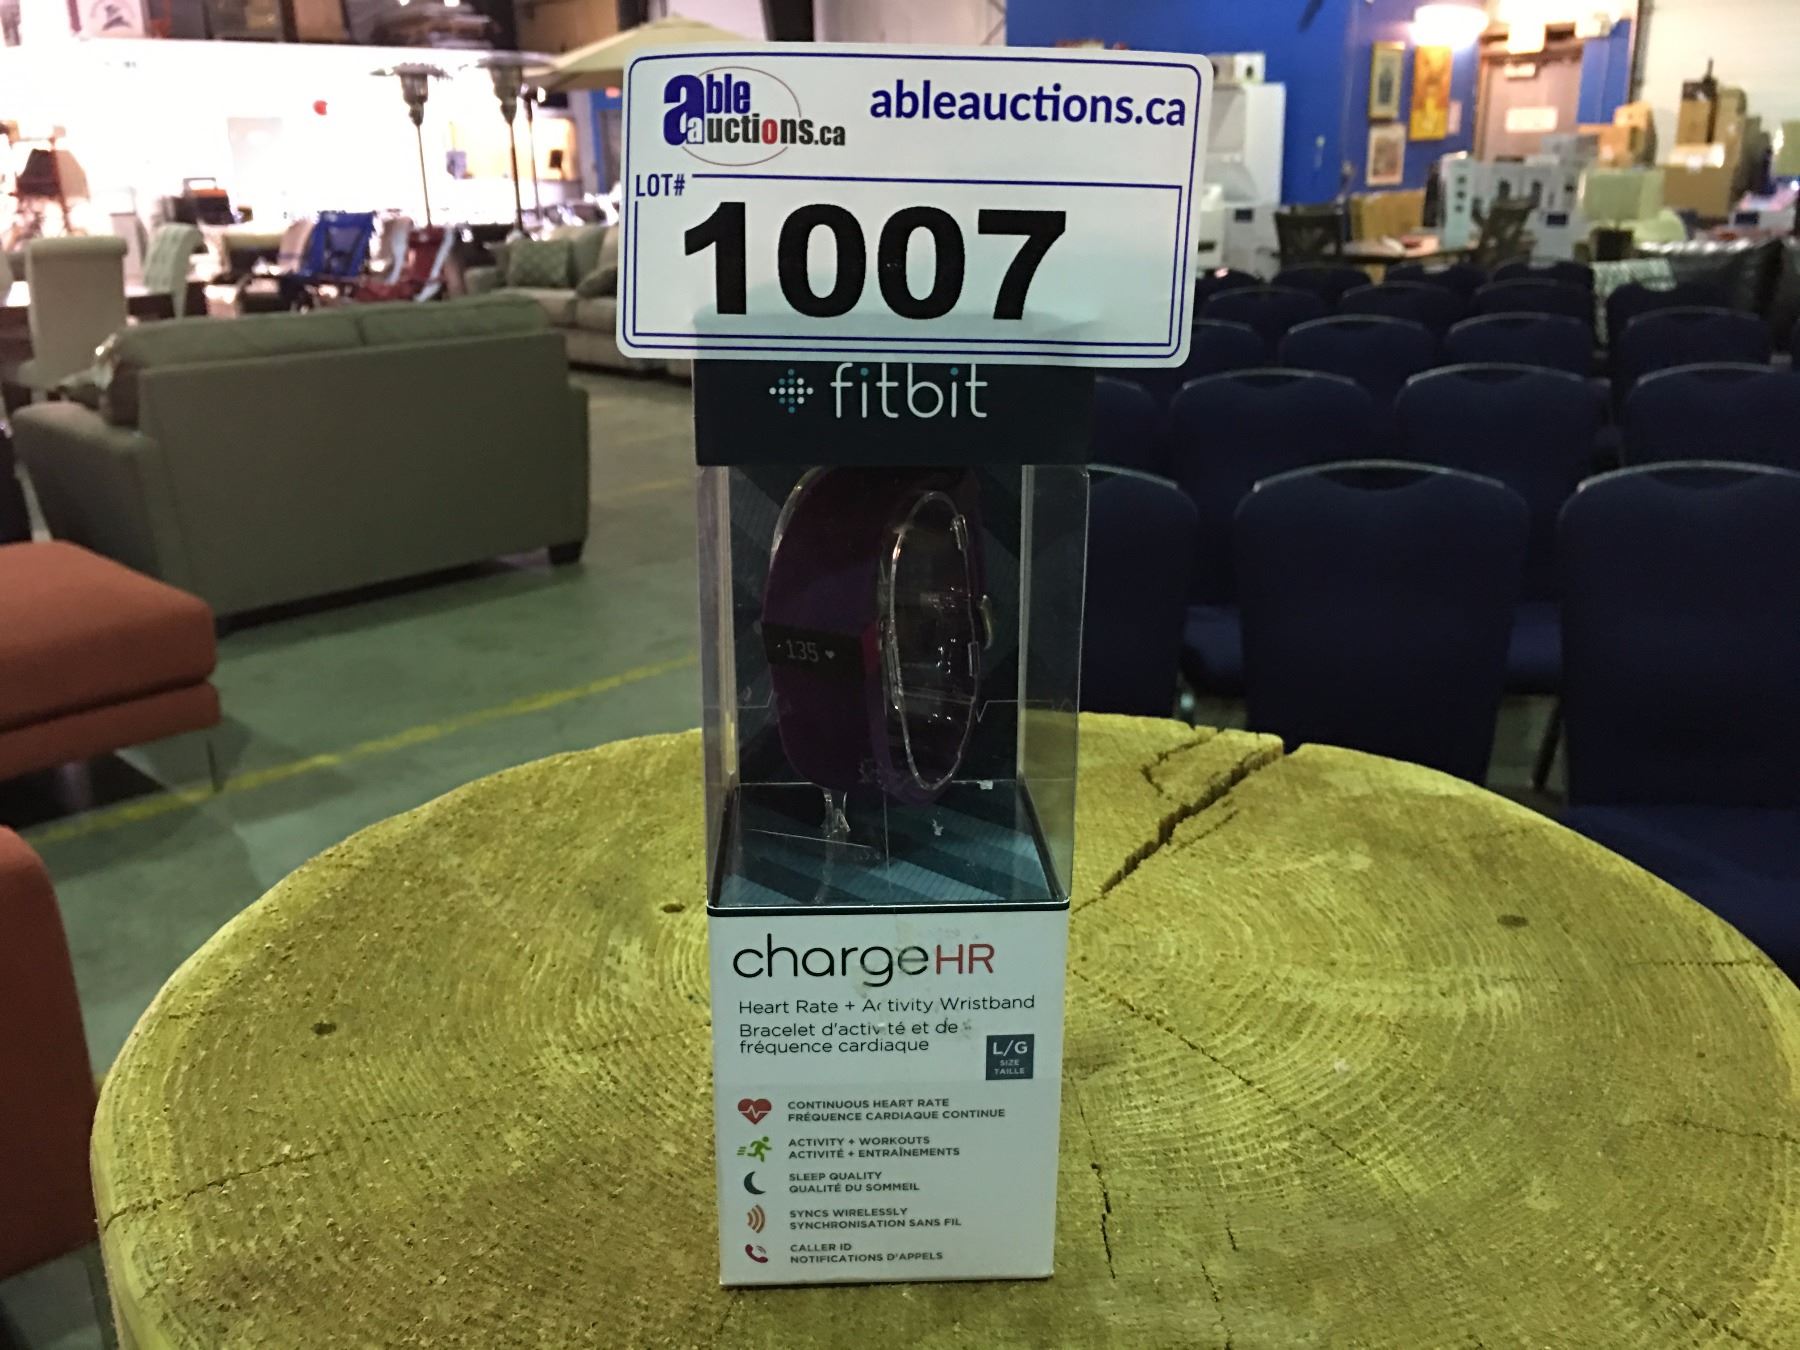 able auctions.ca
ableauctions.ca
LOT#
1007
fitbit
135
chargeHR
Heart Rate + Activity Wristband
Bracelet d'activité et de
fréquence cardiaque
L/G
SIZE
TAILLE
CONTINUOUS HEART RATE
FRÉQUENCE CARDIAQUE CONTINUE
ACTIVITY + WORKOUTS
ACTIVITÉ + ENTRAÎNEMENTS
SLEEP QUALITY
QUALITÉ DU SOMMEIL
SYNCS WIRELESSLY
SYNCHRONISATION SANS FIL
CALLER ID
NOTIFICATIONS D'APPELS